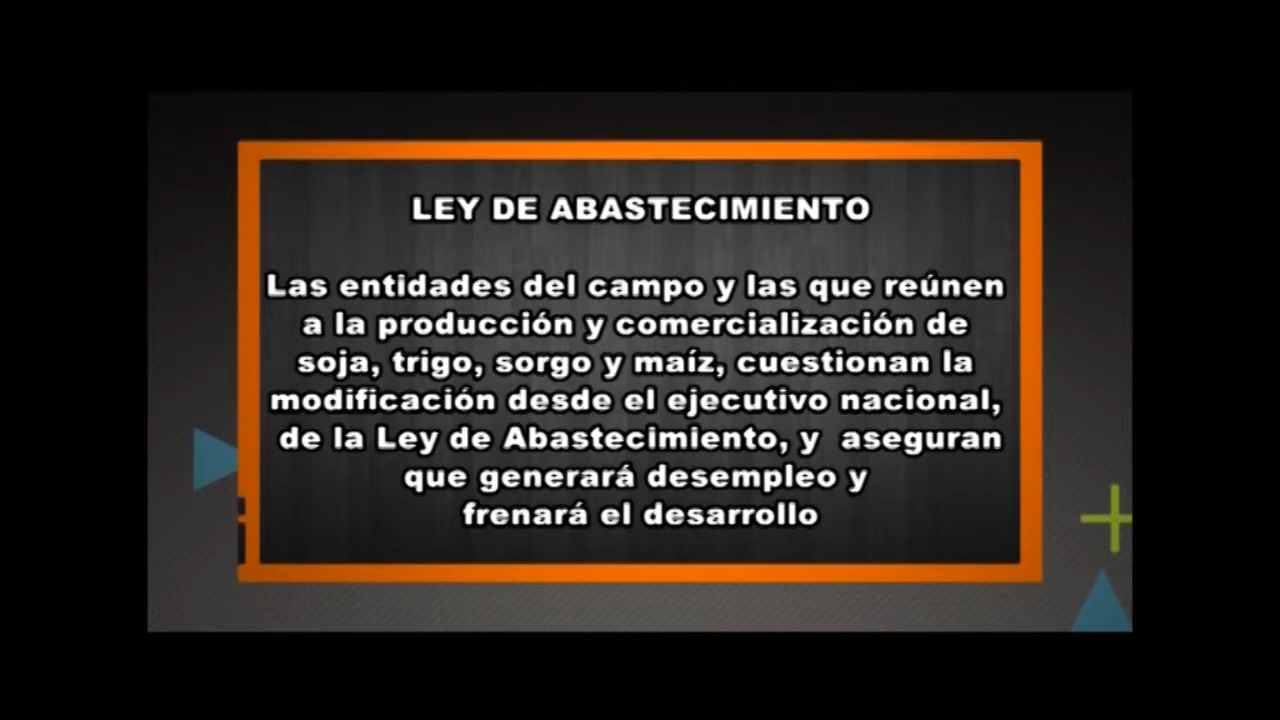 LEY DE ABASTECIMIENTO
Las entidades del campo y las que reúnen
a la producción y comercialización de
soja, trigo, sorgo y maíz, cuestionan la
modificación desde el ejecutivo nacional,
de la Ley de Abastecimiento, y aseguran
que generará desempleo y
frenará el desarrollo